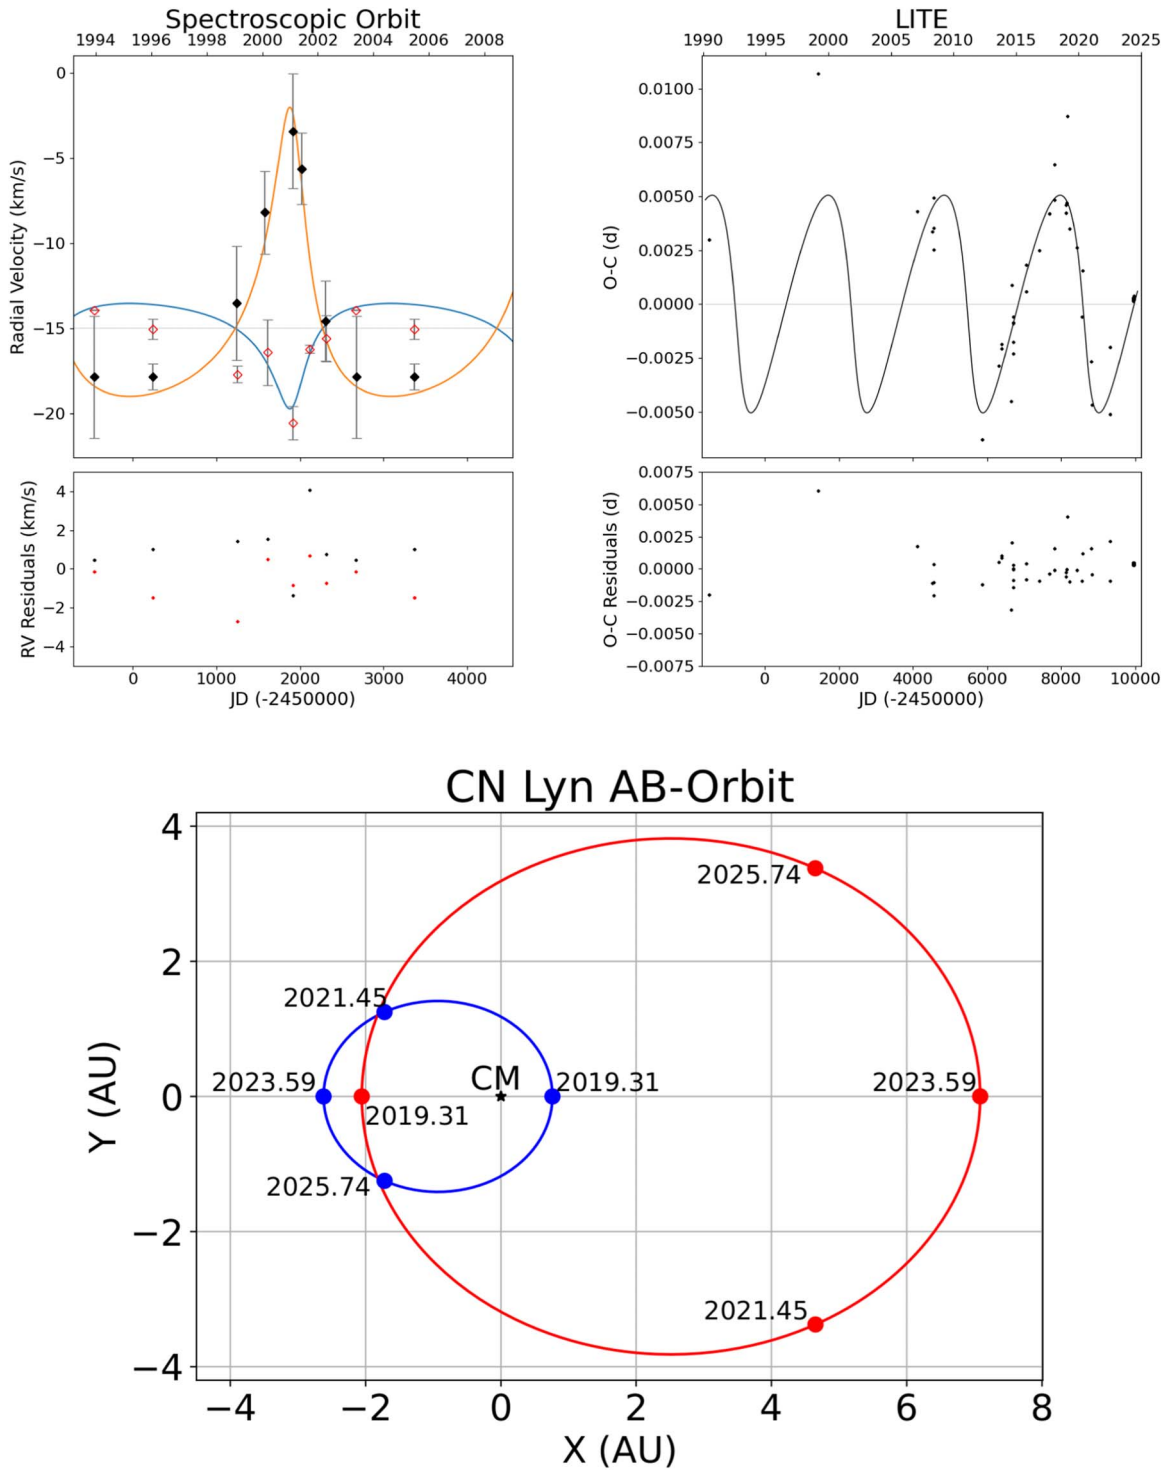 Spectroscopic Orbit
1994 1996 1998 2000 2002 2004 2006 2008
Radial Velocity (km/s)
0
−5
−10
−15
−20
RV Residuals (km/s)
4
2
0
−2
−4
0 1000 2000 3000 4000
JD (-2450000)
LITE
1990 1995 2000 2005 2010 2015 2020 2025
O-C (d)
0.0100
0.0075
0.0050
0.0025
0.0000
−0.0025
−0.0050
O-C Residuals (d)
0.0075
0.0050
0.0025
0.0000
−0.0025
−0.0050
−0.0075
0 2000 4000 6000 8000 10000
JD (-2450000)
CN Lyn AB-Orbit
Y (AU)
4
2
0
−2
−4
2025.74
2021.45
2023.59
CM
2019.31
2023.59
2019.31
2025.74
2021.45
−4 −2 0 2 4 6 8
X (AU)